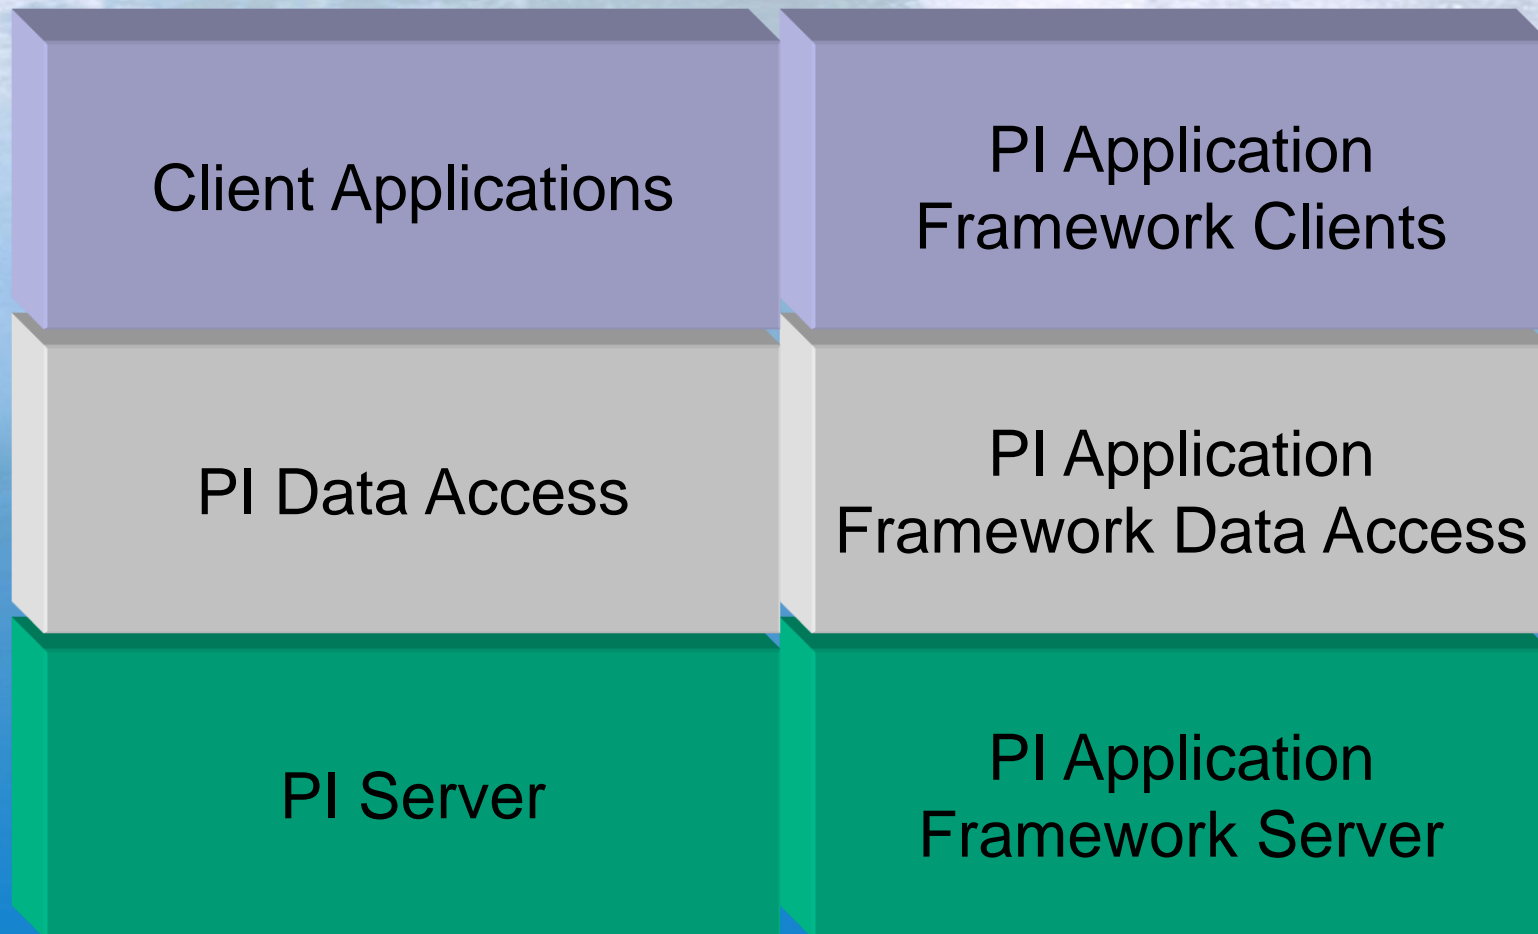 Client Applications
PI Application
Framework Clients
PI Data Access
PI Application
Framework Data Access
PI Server
PI Application
Framework Server